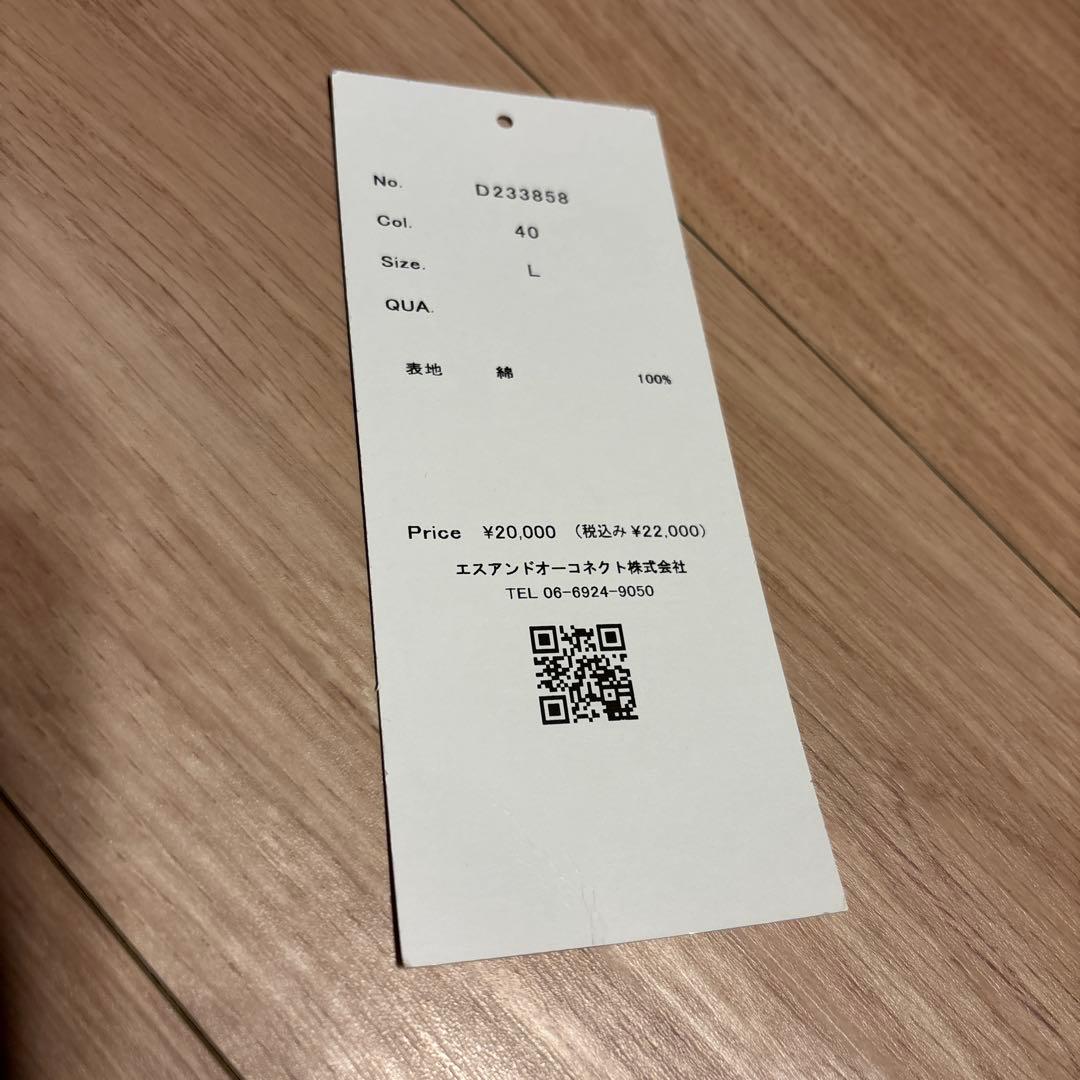 No. D233858
Col. 40
Size. L
QUA.
表地 綿 100%
Price ¥20,000 (税込み ¥22,000)
エスアンドオーコネクト株式会社
TEL 06-6924-9050